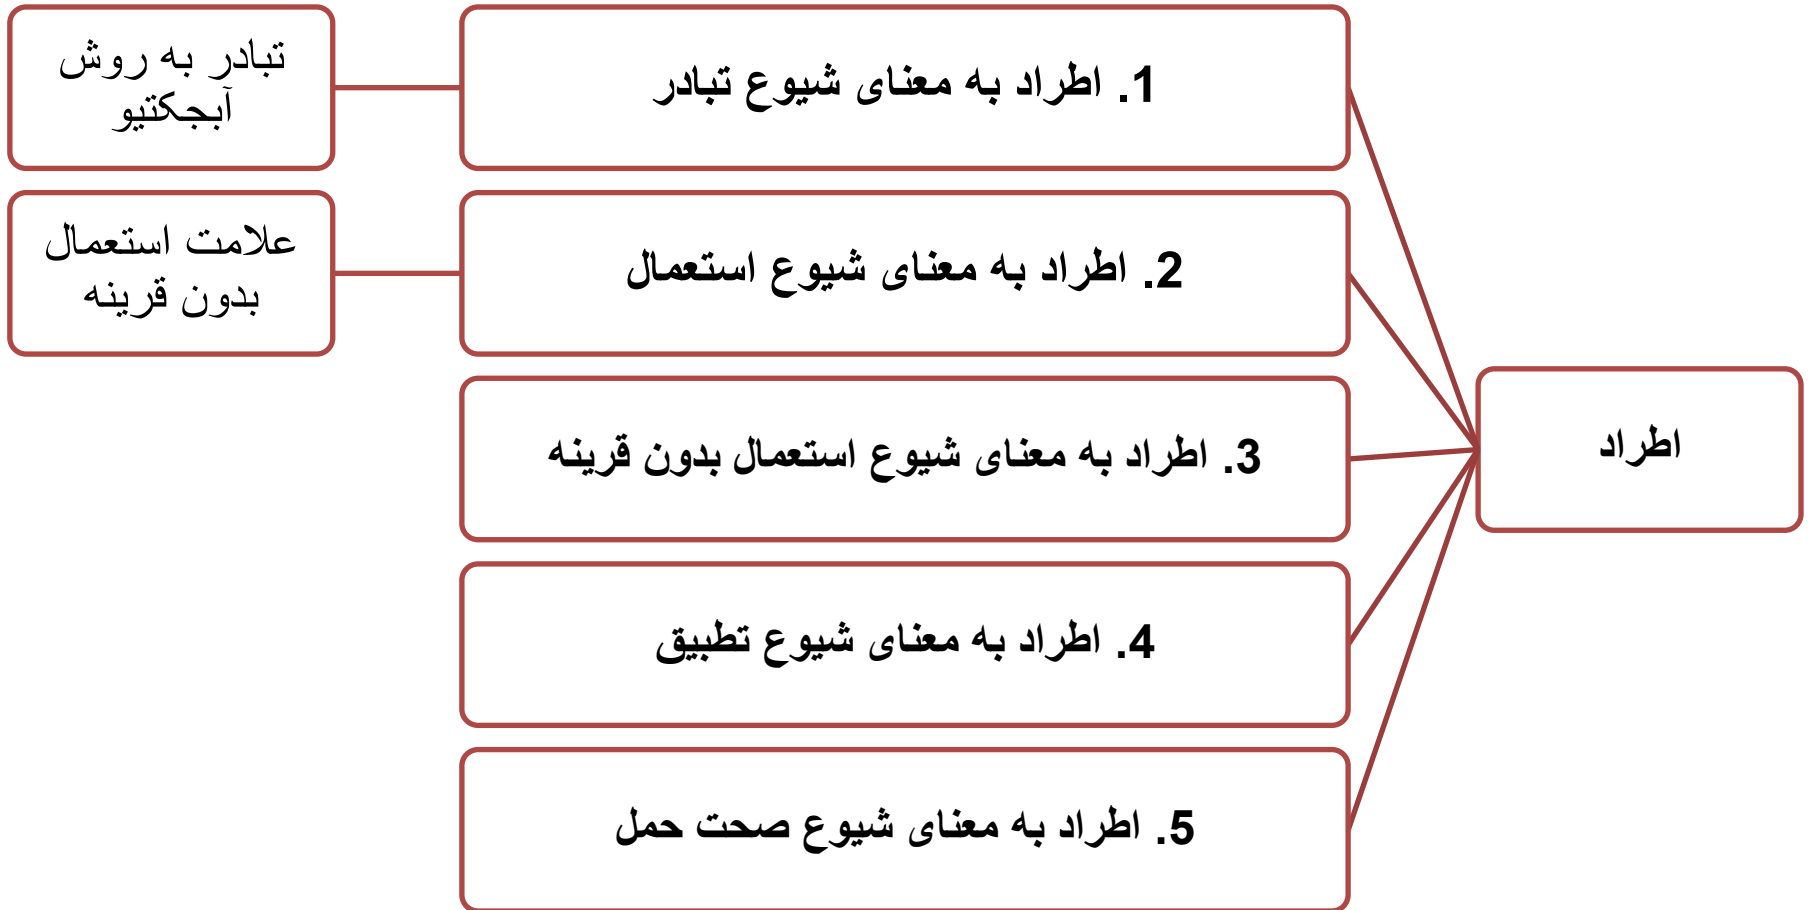 اطراد
1. اطراد به معنای شیوع تبادر
تبادر به روش
آبجکتیو
2. اطراد به معنای شیوع استعمال
علامت استعمال
بدون قرینه
3. اطراد به معنای شیوع استعمال بدون قرینه
4. اطراد به معنای شیوع تطبیق
5. اطراد به معنای شیوع صحت حمل